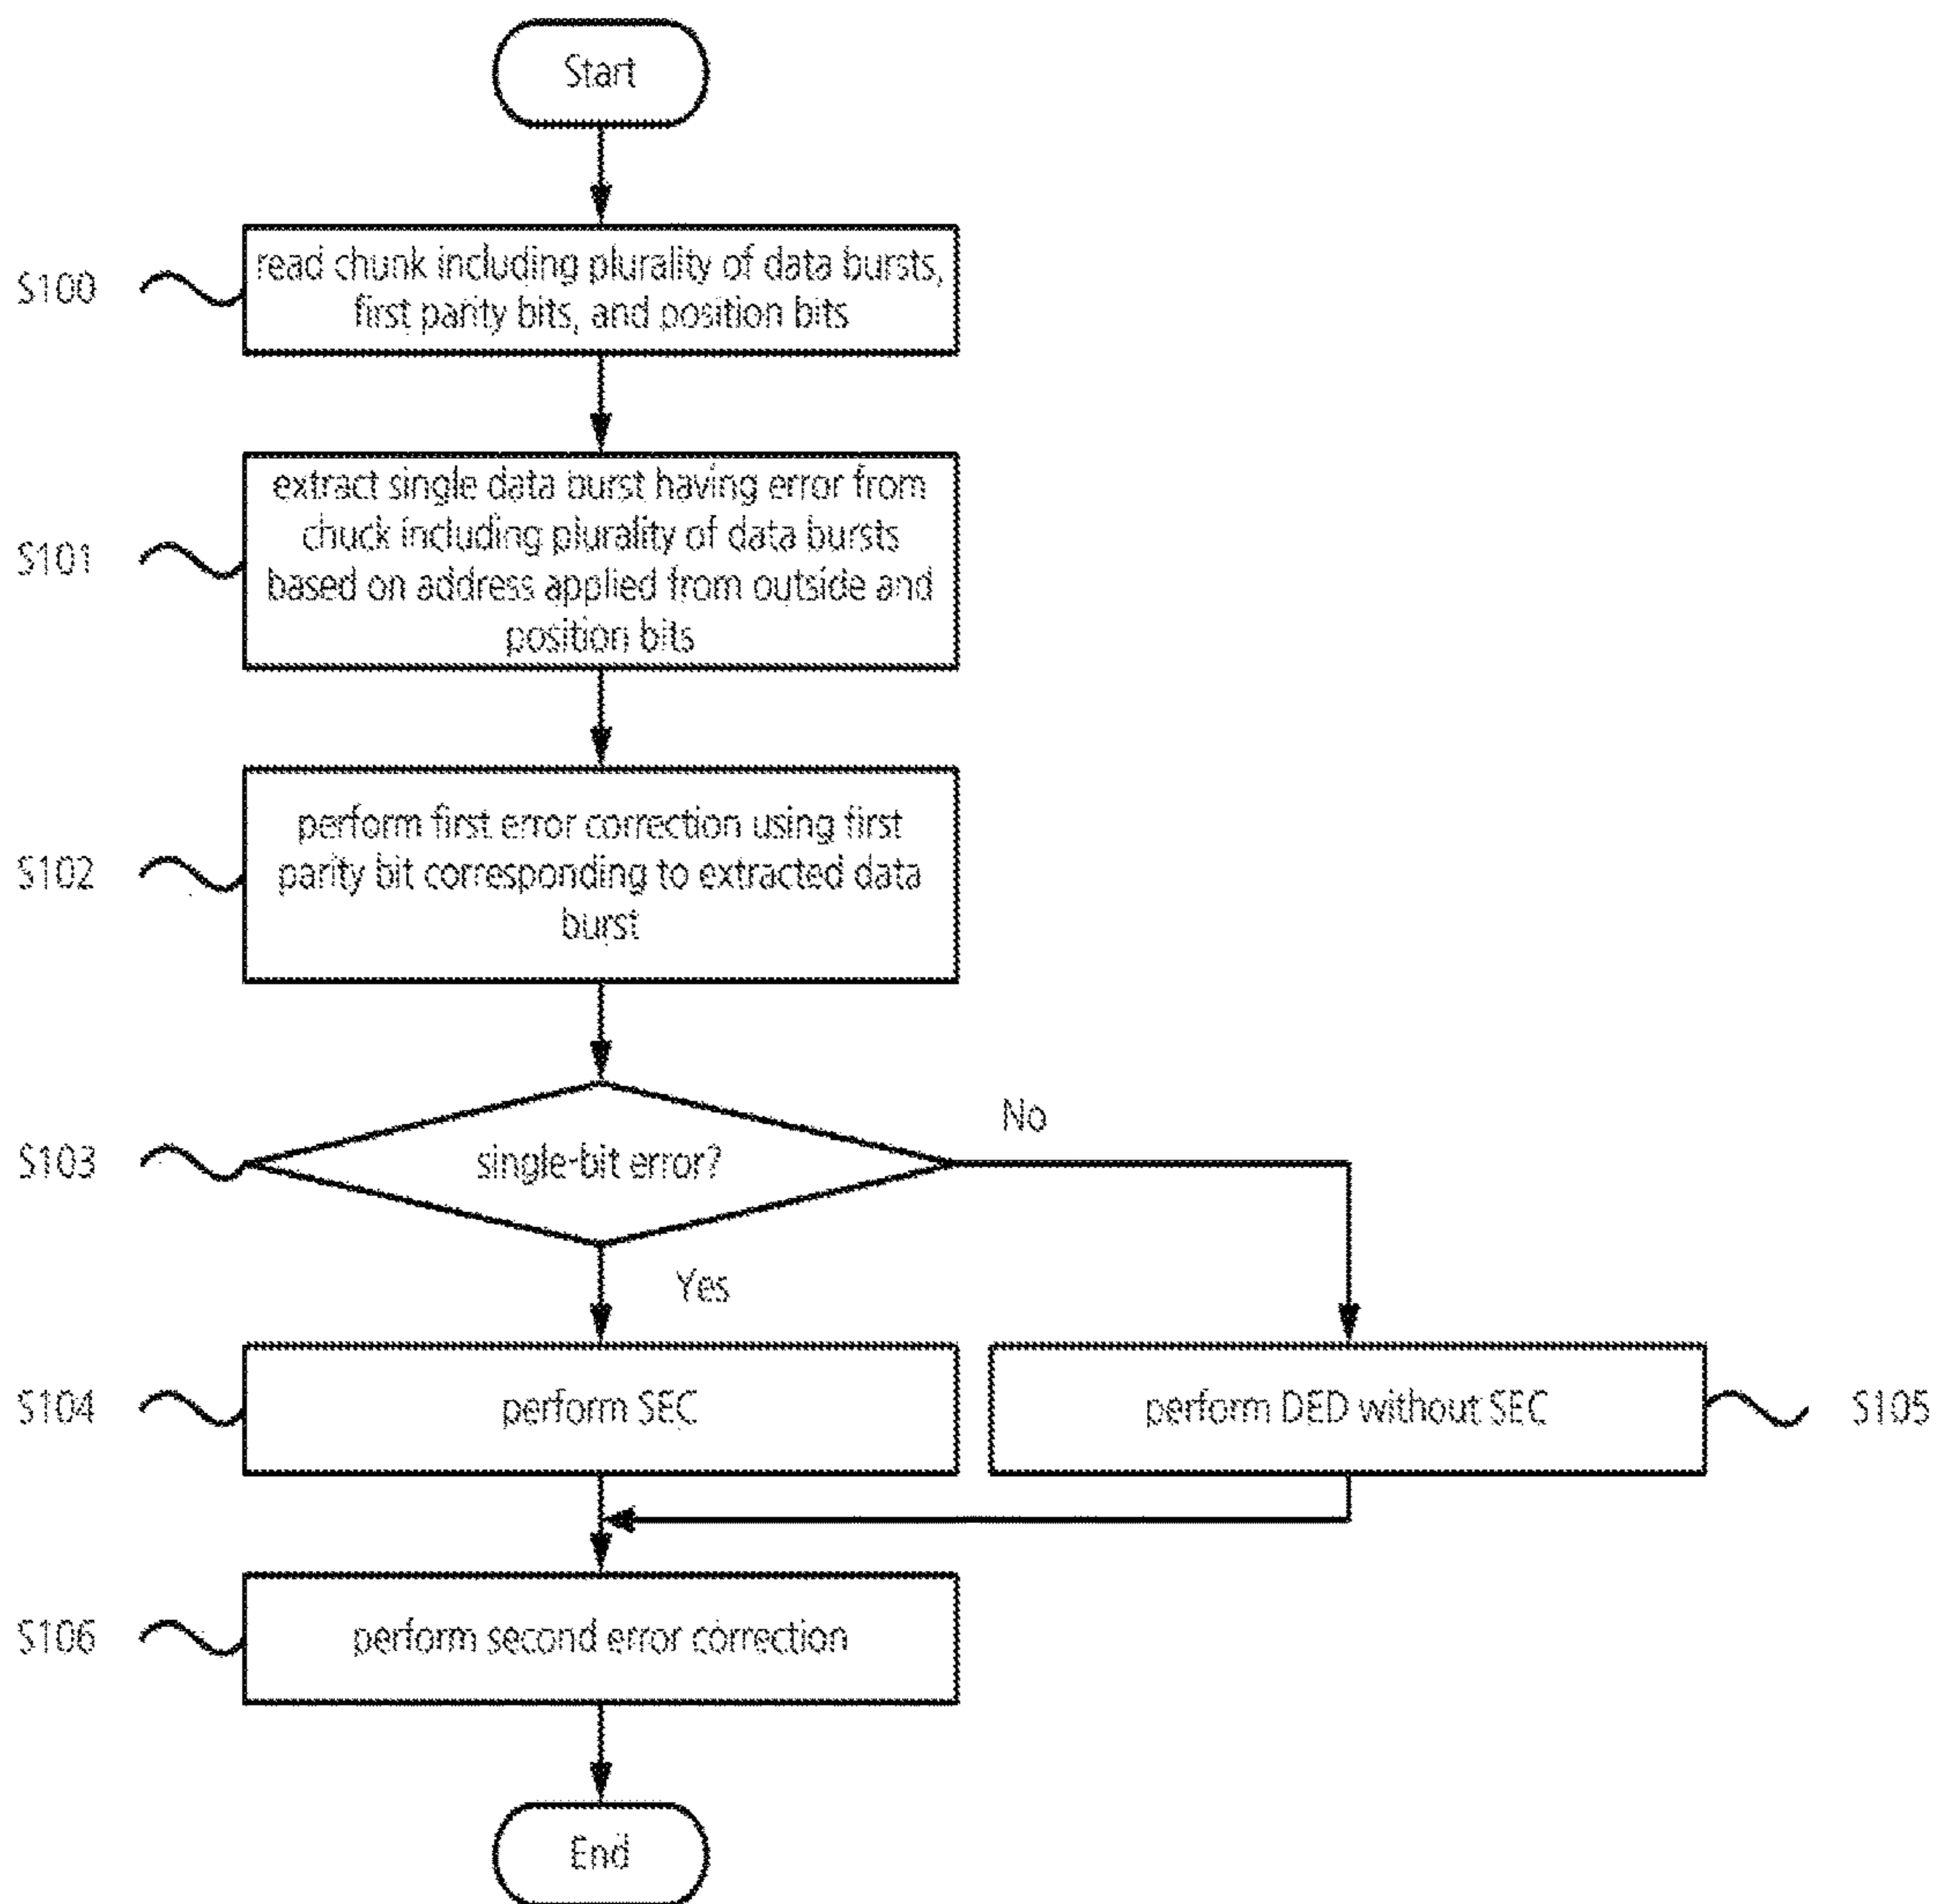 Start
S100
read chunk including plurality of data bursts,
first parity bits, and position bits
S101
extract single data burst having error from
chuck including plurality of data bursts
based on address applied from outside and
position bits
S102
perform first error correction using first
parity bit corresponding to extracted data
burst
S103
single-bit error?
No
Yes
S104
perform SEC
perform DED without SEC
S105
S106
perform second error correction
End